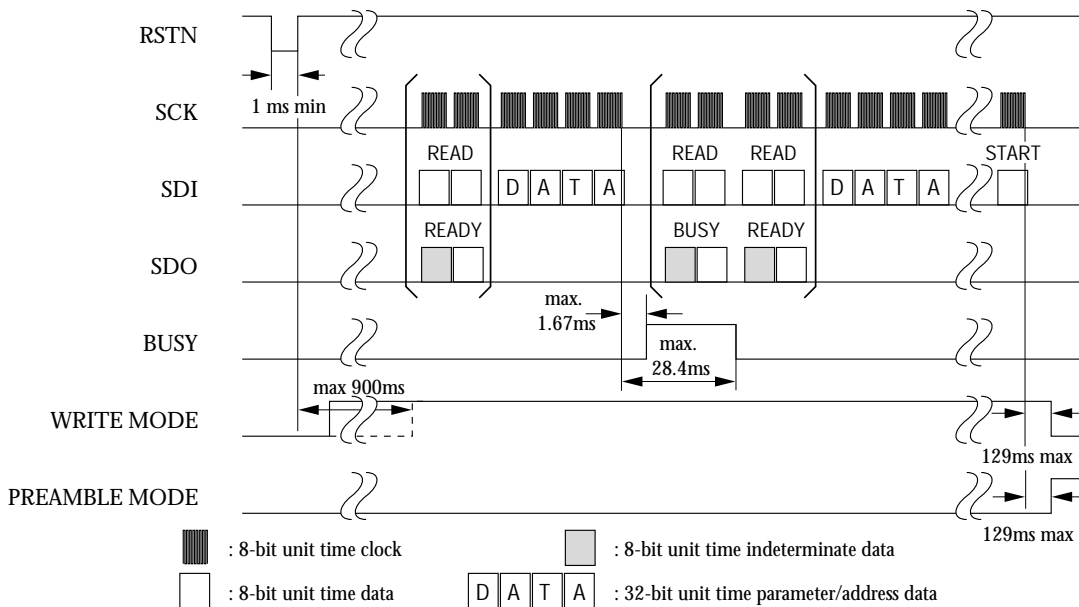 RSTN
1 ms min
SCK
READ READ READ START
SDI D A T A D A T A
READY BUSY READY
SDO
max.
1.67ms
BUSY
max.
28.4ms
max 900ms
WRITE MODE
129ms max
PREAMBLE MODE
129ms max
: 8-bit unit time clock : 8-bit unit time indeterminate data
: 8-bit unit time data D A T A : 32-bit unit time parameter/address data